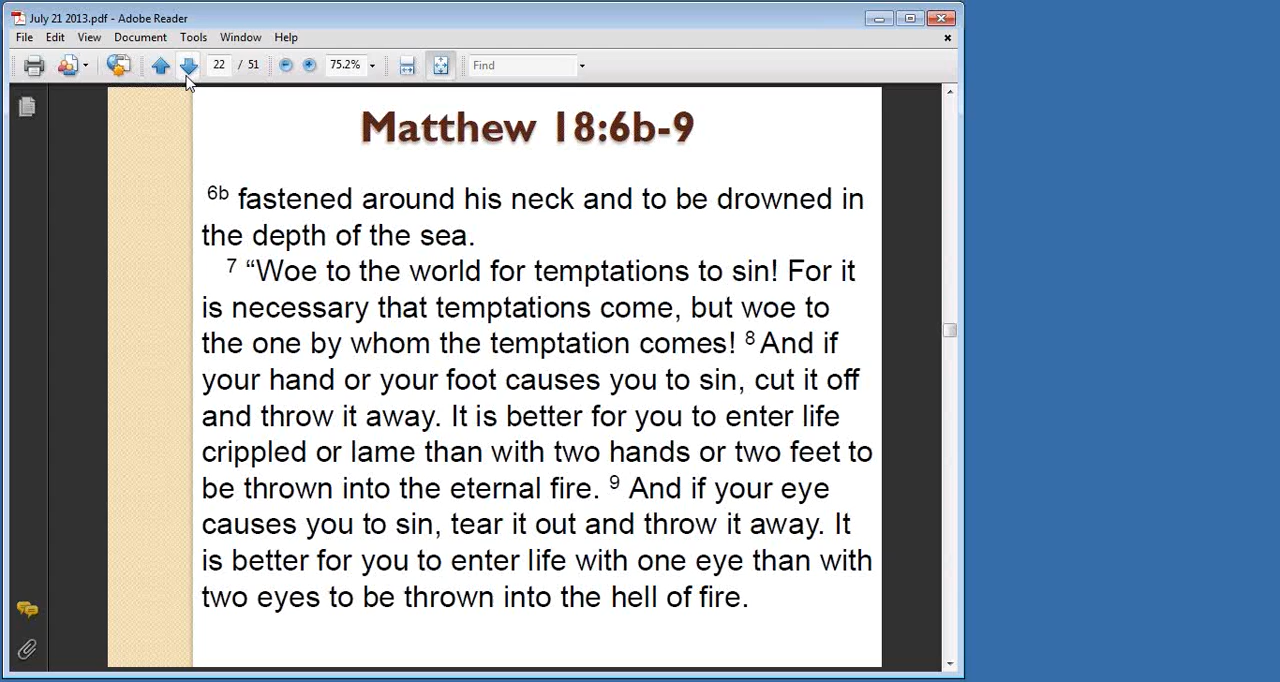 July 21 2013.pdf - Adobe Reader
File Edit View Document Tools Window Help
22 / 51 75.2% Find
Matthew 18:6b-9
6b fastened around his neck and to be drowned in
the depth of the sea.
7 “Woe to the world for temptations to sin! For it
is necessary that temptations come, but woe to
the one by whom the temptation comes! 8 And if
your hand or your foot causes you to sin, cut it off
and throw it away. It is better for you to enter life
crippled or lame than with two hands or two feet to
be thrown into the eternal fire. 9 And if your eye
causes you to sin, tear it out and throw it away. It
is better for you to enter life with one eye than with
two eyes to be thrown into the hell of fire.